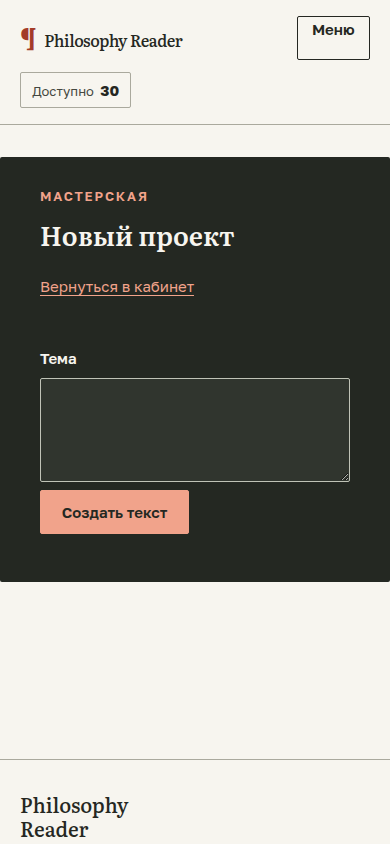 ¶ Philosophy Reader
Меню
Доступно 30
МАСТЕРСКАЯ
Новый проект
Вернуться в кабинет
Тема
Создать текст
Philosophy
Reader